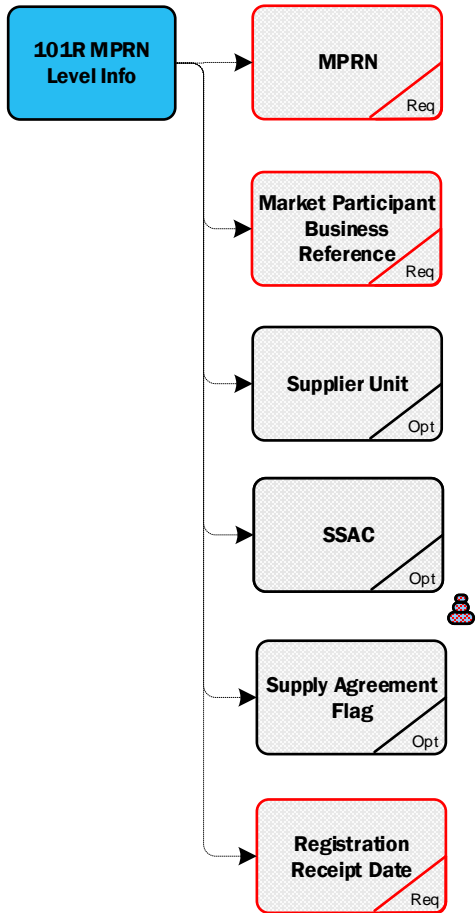 101R MPRN
Level Info
MPRN
Req
Market Participant
Business
Reference
Req
Supplier Unit
Opt
SSAC
Opt
Supply Agreement
Flag
Opt
Registration
Receipt Date
Req